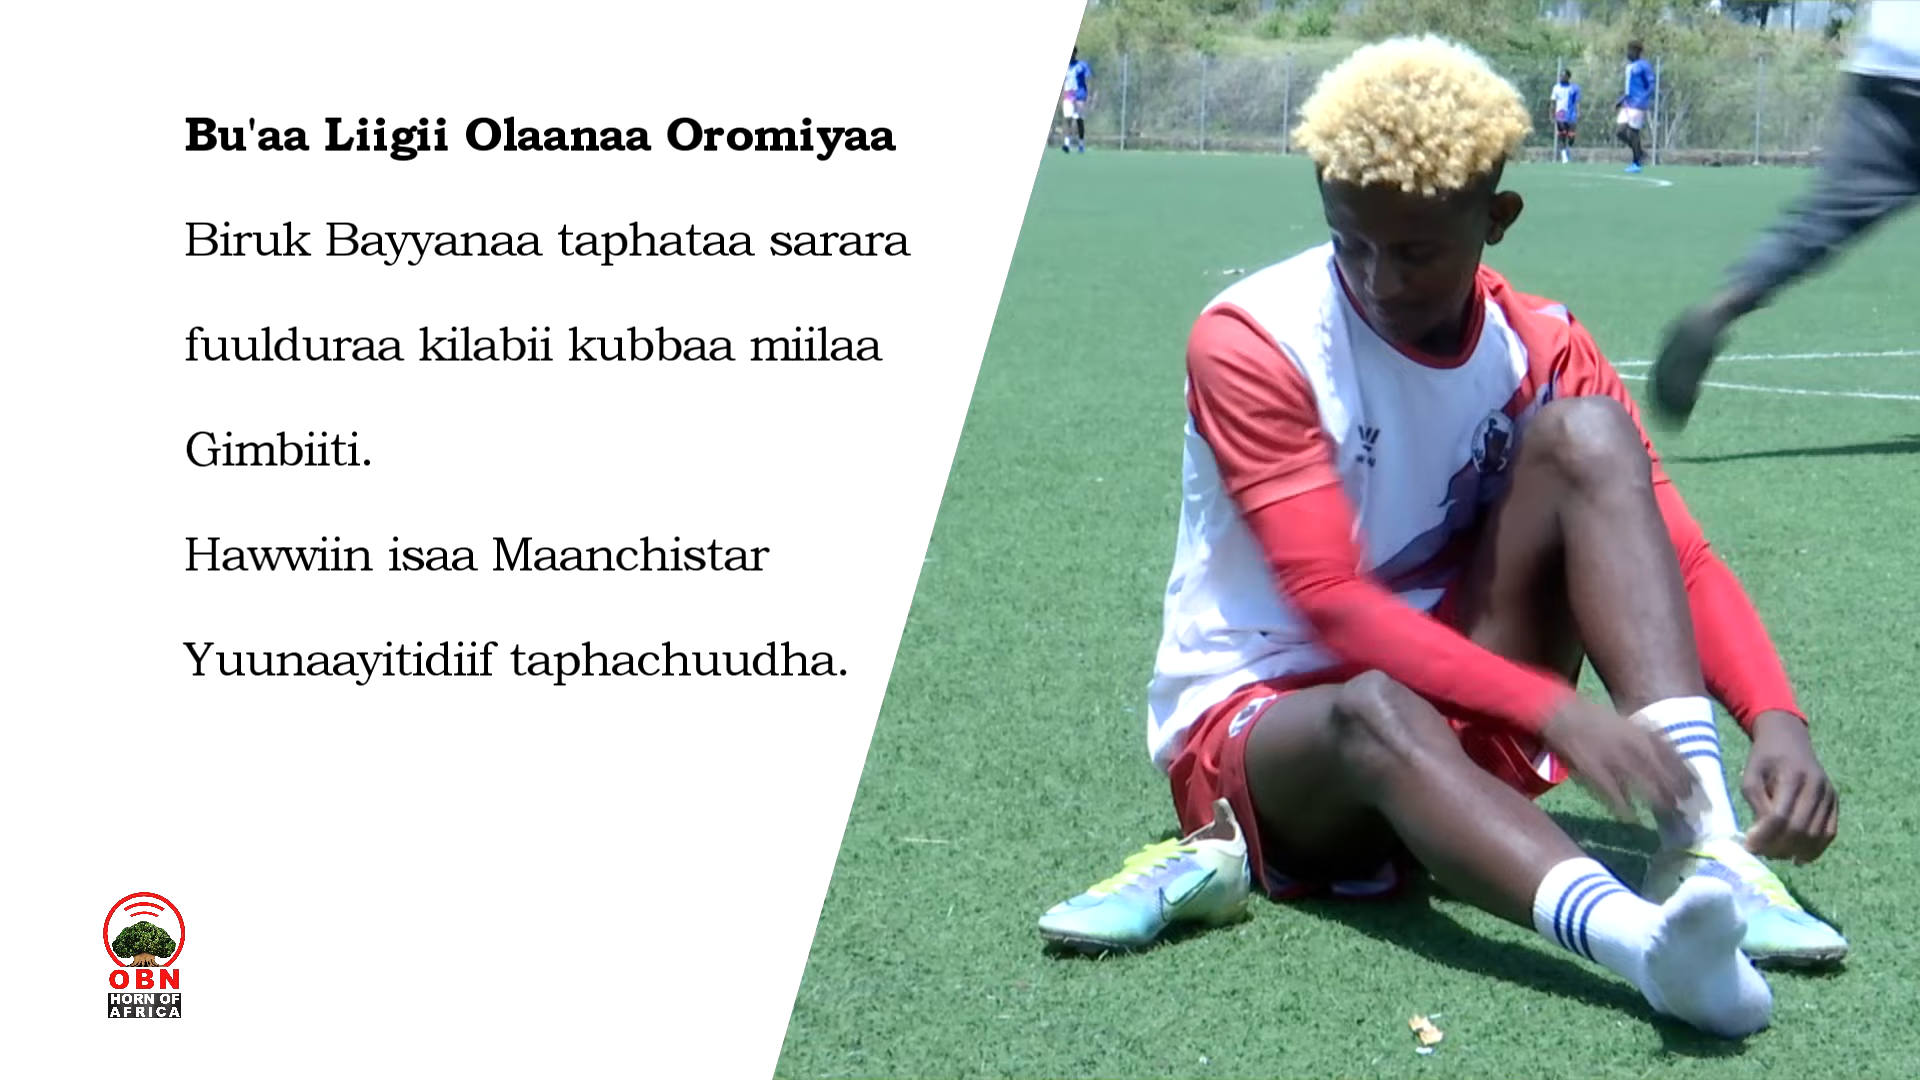 Bu'aa Liigii Olaanaa Oromiyaa
Biruk Bayyanaa taphataa sarara
fuulduraa kilabii kubbaa miilaa
Gimbiiti.
Hawwiin isaa Maanchistar
Yuunaayitidiif taphachuudha.
OBN
HORN OF
AFRICA